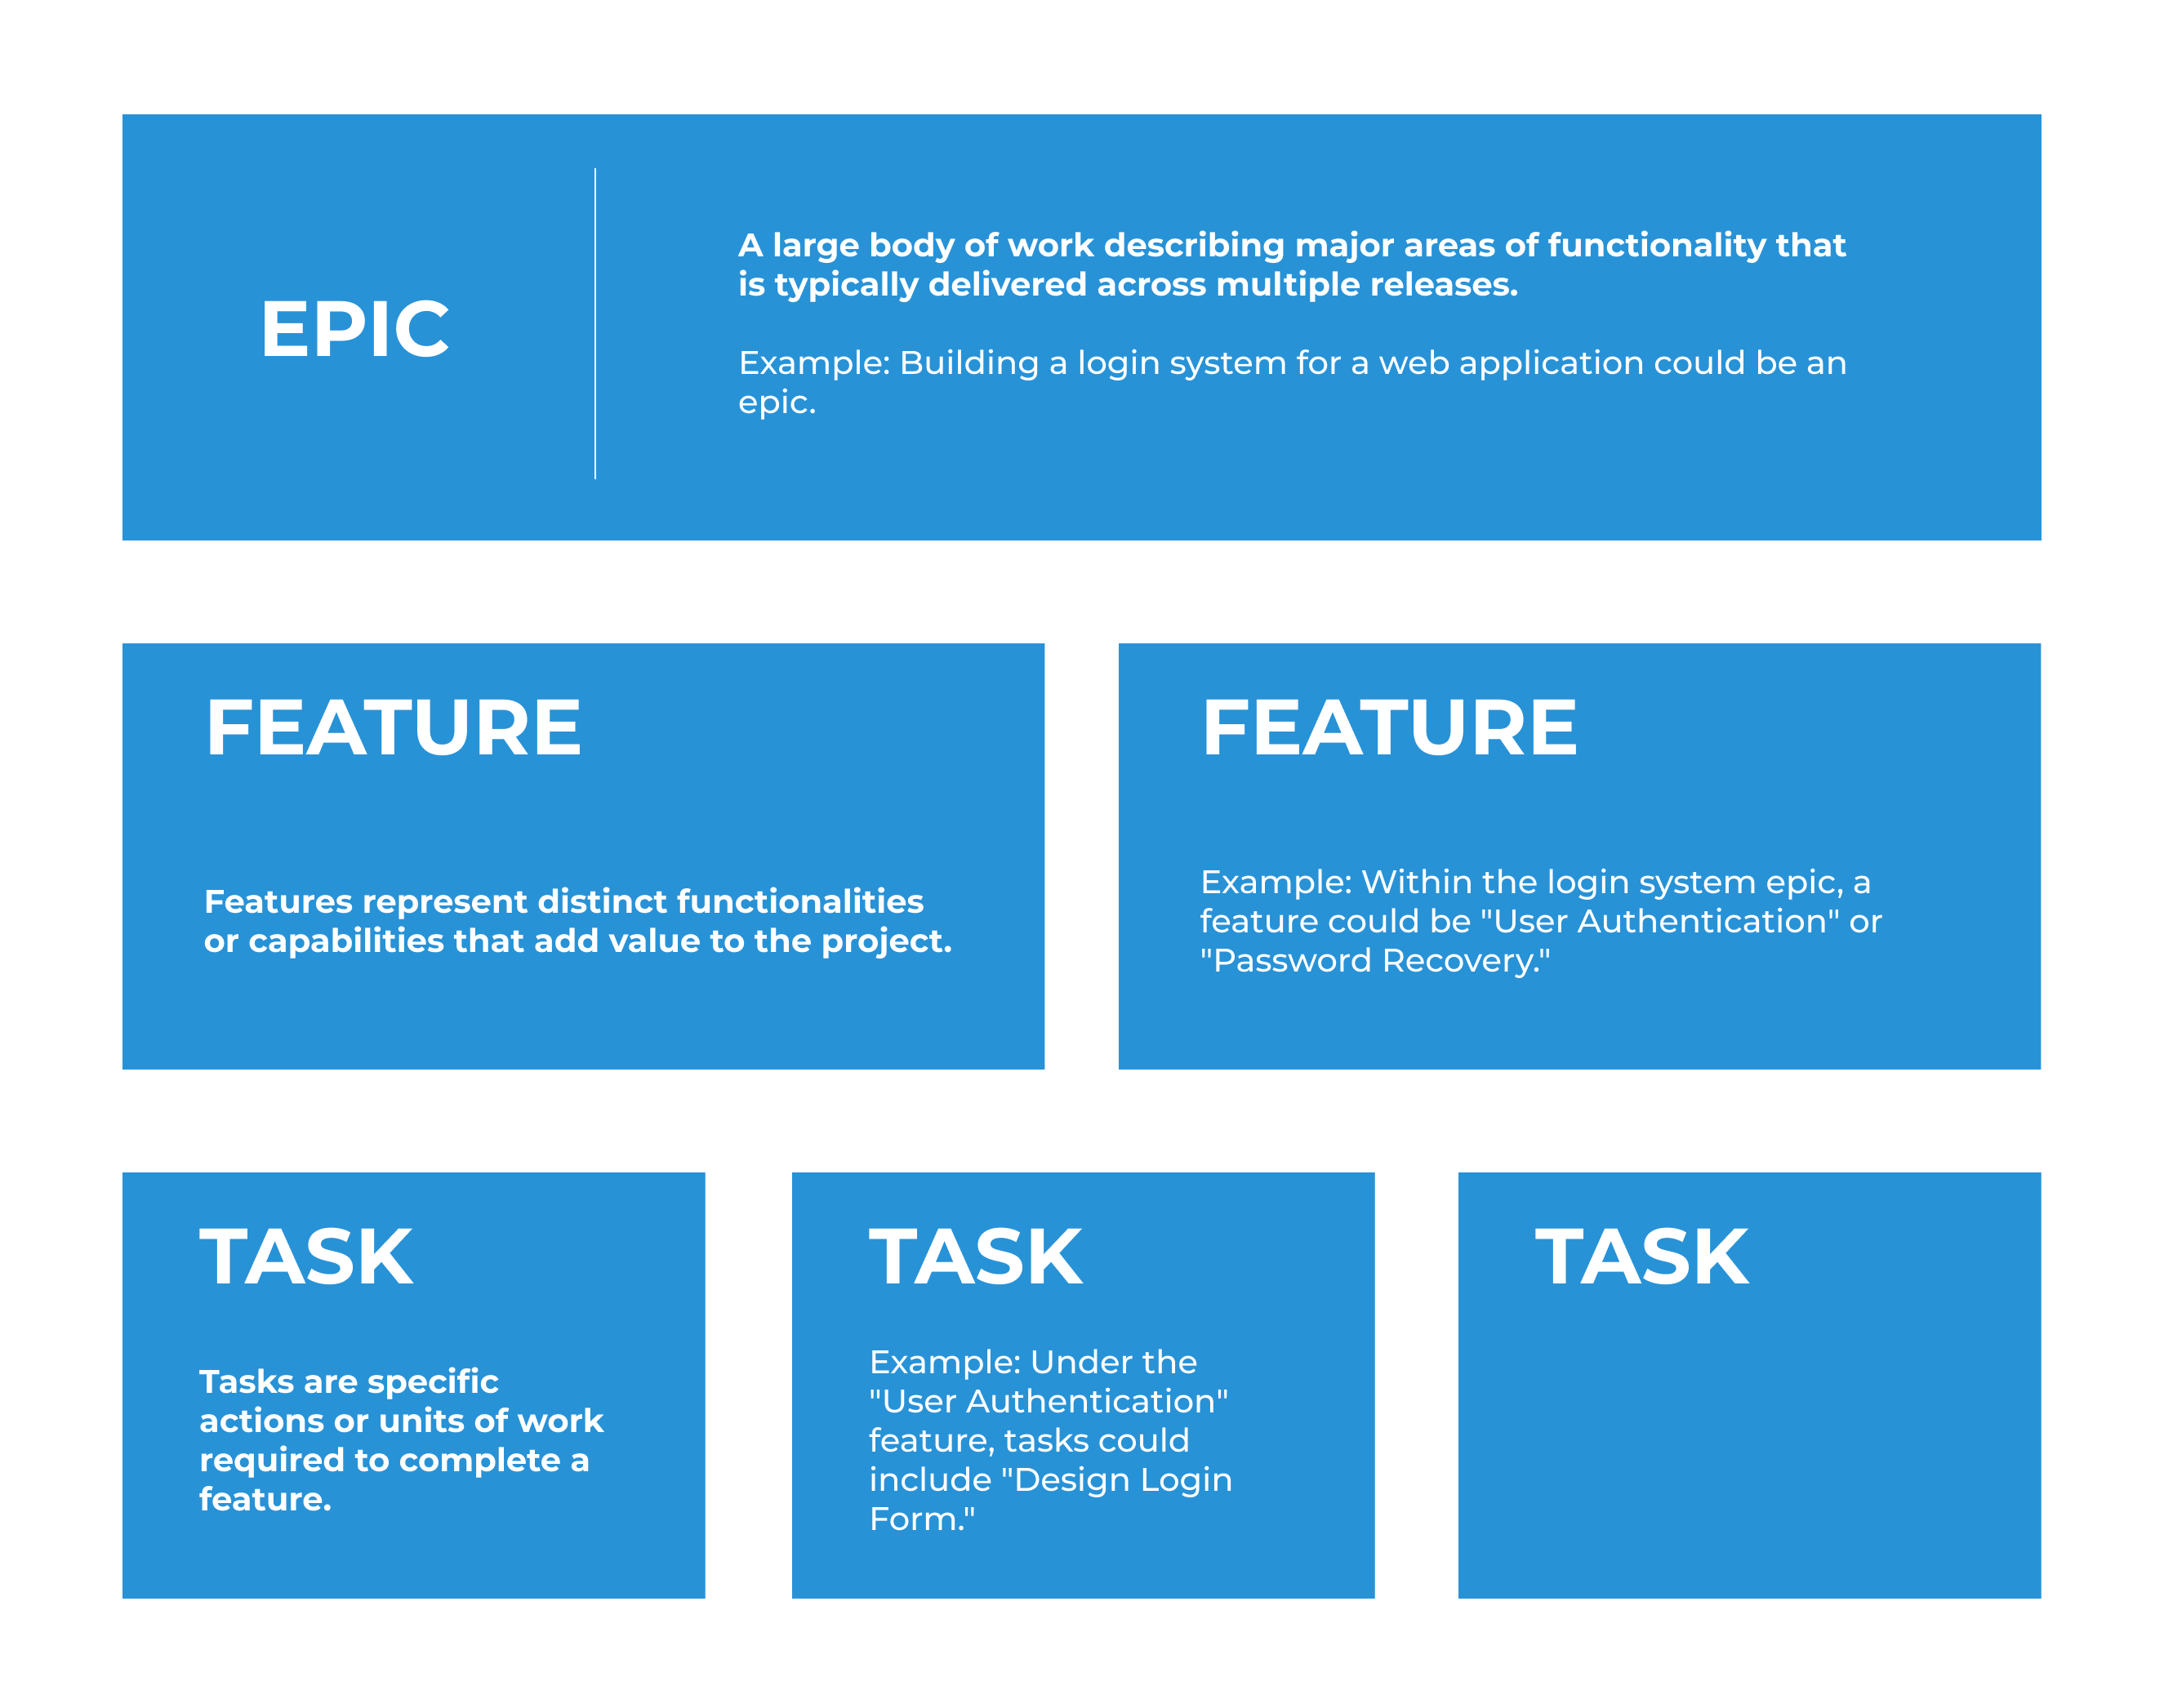 EPIC
A large body of work describing major areas of functionality that
is typically delivered across multiple releases.
Example: Building a login system for a web application could be an
epic.
FEATURE
Features represent distinct functionalities
or capabilities that add value to the project.
FEATURE
Example: Within the login system epic, a
feature could be "User Authentication" or
"Password Recovery."
TASK
Tasks are specific
actions or units of work
required to complete a
feature.
TASK
Example: Under the
"User Authentication"
feature, tasks could
include "Design Login
Form."
TASK